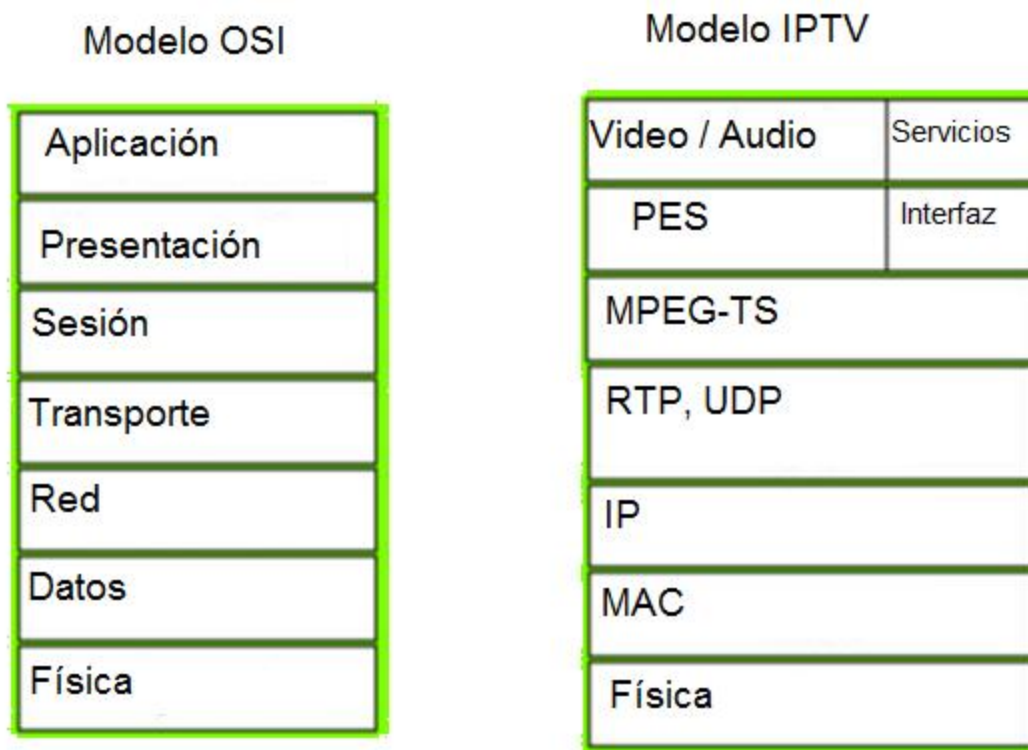 Modelo OSI
Aplicación
Presentación
Sesión
Transporte
Red
Datos
Física
Modelo IPTV
Video / Audio
Servicios
PES
Interfaz
MPEG-TS
RTP, UDP
IP
MAC
Física